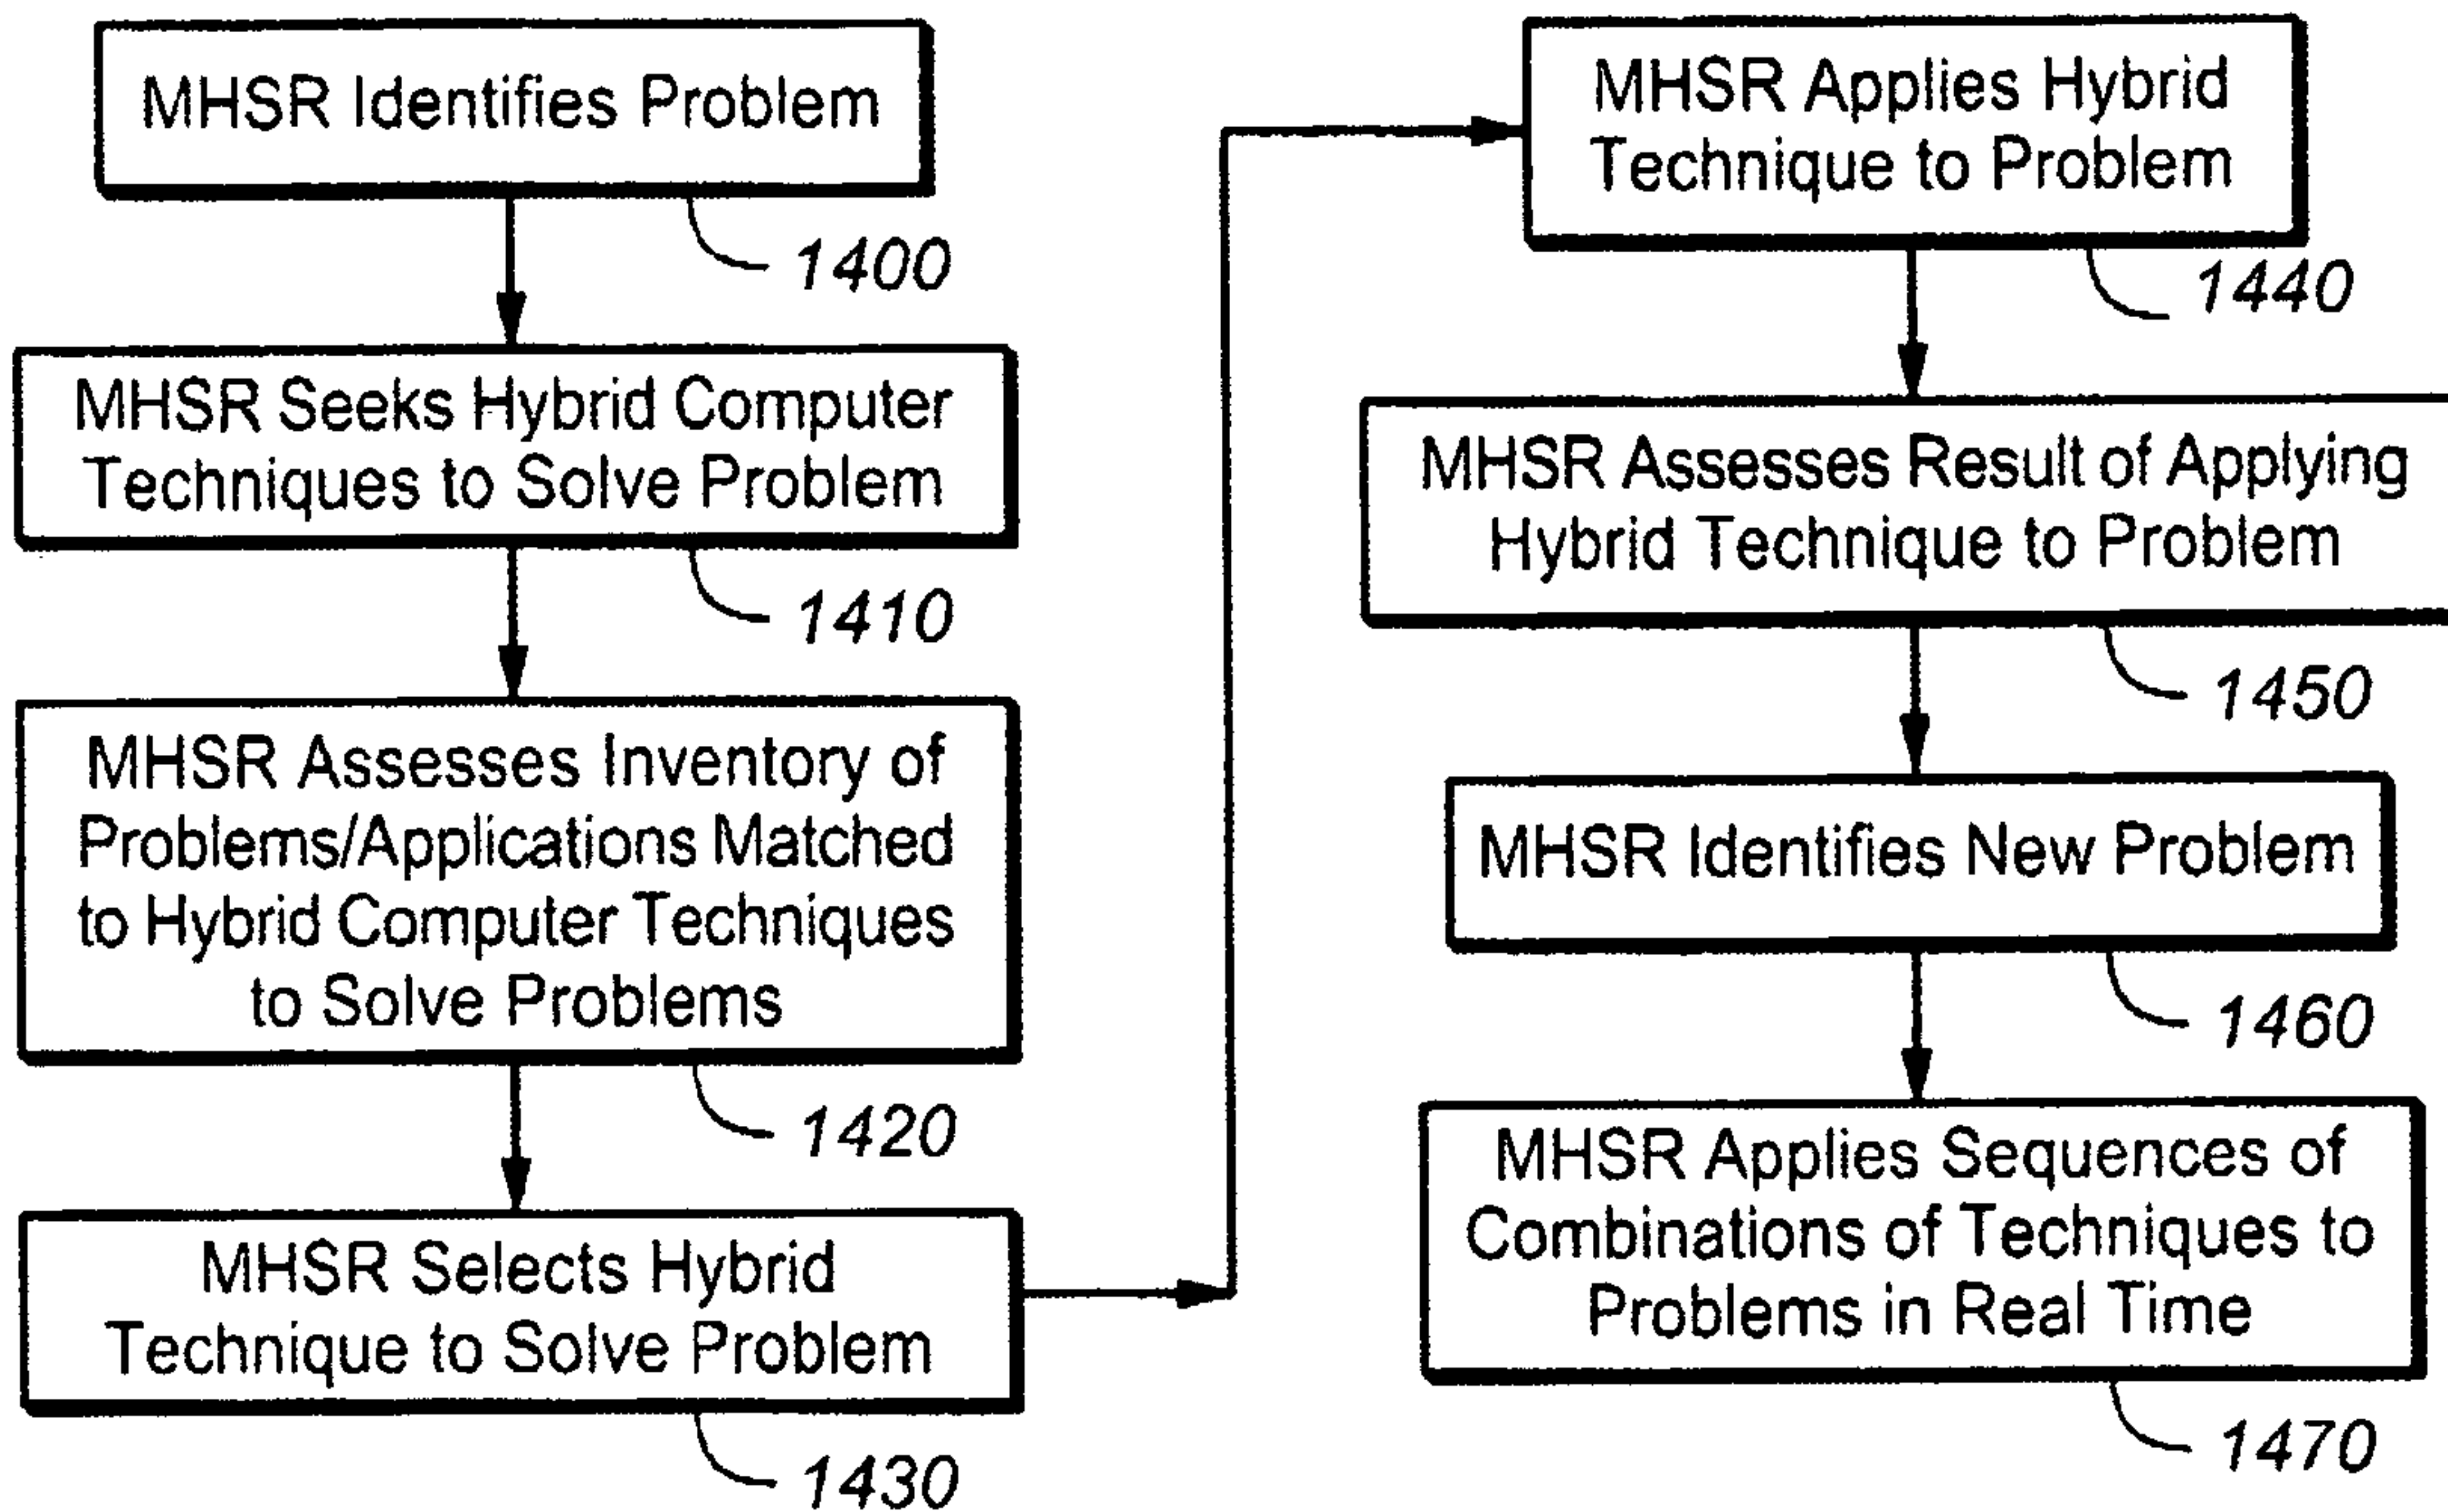 MHSR Identifies Problem
1400
MHSR Seeks Hybrid Computer
Techniques to Solve Problem
1410
MHSR Assesses Inventory of
Problems/Applications Matched
to Hybrid Computer Techniques
to Solve Problems
1420
MHSR Selects Hybrid
Technique to Solve Problem
1430
MHSR Applies Hybrid
Technique to Problem
1440
MHSR Assesses Result of Applying
Hybrid Technique to Problem
1450
MHSR Identifies New Problem
1460
MHSR Applies Sequences of
Combinations of Techniques to
Problems in Real Time
1470